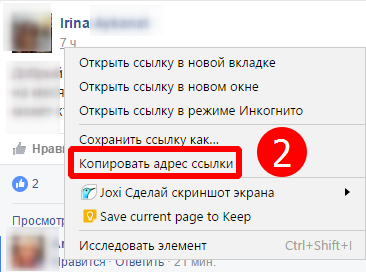 Irina
7 ч
Открыть ссылку в новой вкладке
Открыть ссылку в новом окне
Открыть ссылку в режиме Инкогнито
Сохранить ссылку как...
Копировать адрес ссылки
2
Joxi Сделай скриншот экрана
2
Save current page to Keep
Просмотр
Исследовать элемент Ctrl+Shift+I
Нравится · Ответить · 21 мин.